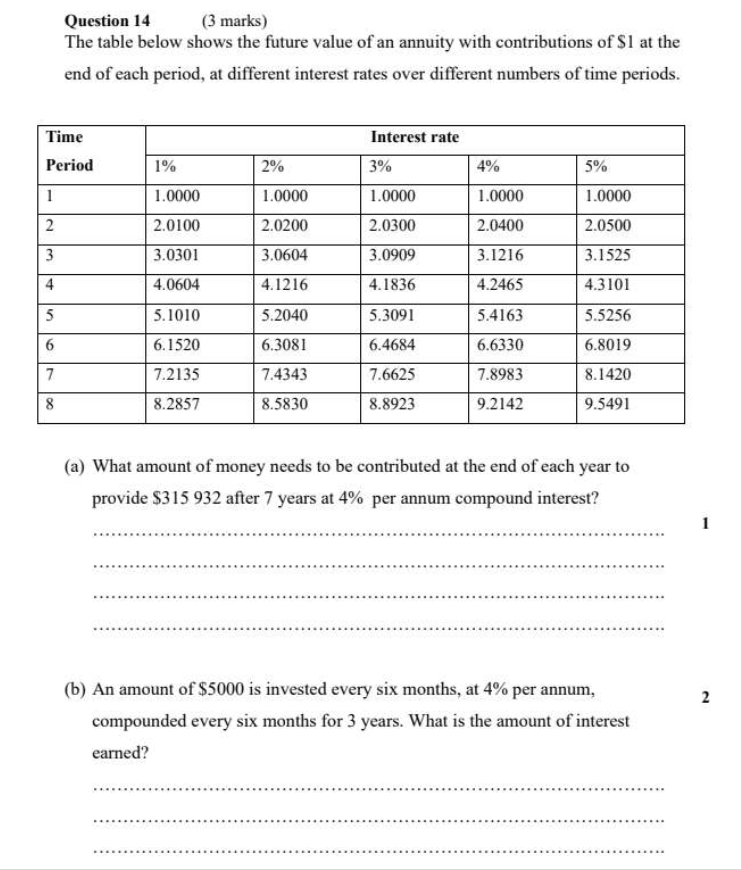 Question 14 (3 marks)
The table below shows the future value of an annuity with contributions of $1 at the
end of each period, at different interest rates over different numbers of time periods.
Time Period Interest rate
1% 2% 3% 4% 5%
1 1.0000 1.0000 1.0000 1.0000 1.0000
2 2.0100 2.0200 2.0300 2.0400 2.0500
3 3.0301 3.0604 3.0909 3.1216 3.1525
4 4.0604 4.1216 4.1836 4.2465 4.3101
5 5.1010 5.2040 5.3091 5.4163 5.5256
6 6.1520 6.3081 6.4684 6.6330 6.8019
7 7.2135 7.4343 7.6625 7.8983 8.1420
8 8.2857 8.5830 8.8923 9.2142 9.5491
(a) What amount of money needs to be contributed at the end of each year to
provide $315 932 after 7 years at 4% per annum compound interest?
1
(b) An amount of $5000 is invested every six months, at 4% per annum,
2
compounded every six months for 3 years. What is the amount of interest
earned?